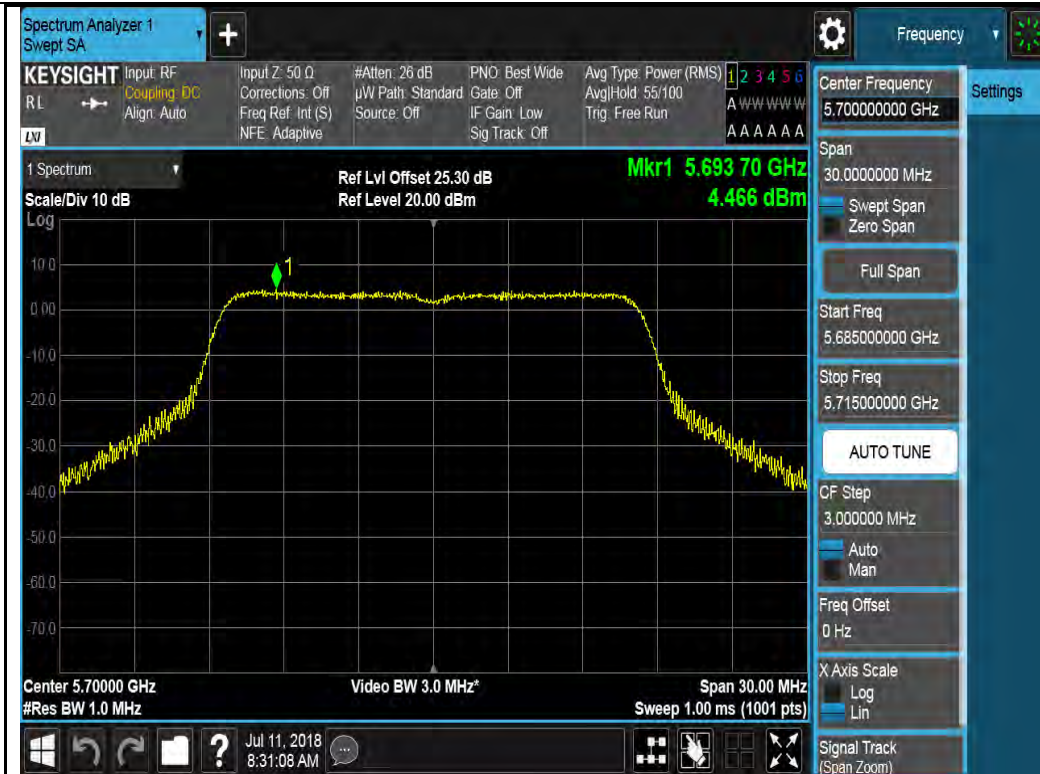 Spectrum Analyzer 1
Swept SA
+
Frequency
KEYSIGHT
R L
LXI
Input: RF
Coupling: DC
Align: Auto
Input Z: 50 Ω
Corrections: Off
Freq Ref: Int (S)
NFE: Adaptive
#Atten: 26 dB
µW Path: Standard
Source: Off
PNO: Best Wide
Gate: Off
IF Gain: Low
Sig Track: Off
Avg Type: Power (RMS)
Avg|Hold: 55/100
Trig: Free Run
1 2 3 4 5 6
A W W W W W
A A A A A A
1 Spectrum
Scale/Div 10 dB
Ref Lvl Offset 25.30 dB
Ref Level 20.00 dBm
Mkr1 5.693 70 GHz
4.466 dBm
Log
10.0
0.00
-10.0
-20.0
-30.0
-40.0
-50.0
-60.0
-70.0
1
Center 5.70000 GHz
#Res BW 1.0 MHz
Video BW 3.0 MHz*
Span 30.00 MHz
Sweep 1.00 ms (1001 pts)
?
Jul 11, 2018
8:31:08 AM
Center Frequency
5.700000000 GHz
Span
30.0000000 MHz
Swept Span
Zero Span
Full Span
Start Freq
5.685000000 GHz
Stop Freq
5.715000000 GHz
AUTO TUNE
CF Step
3.000000 MHz
Auto
Man
Freq Offset
0 Hz
X Axis Scale
Log
Lin
Signal Track
(Span Zoom)
Settings